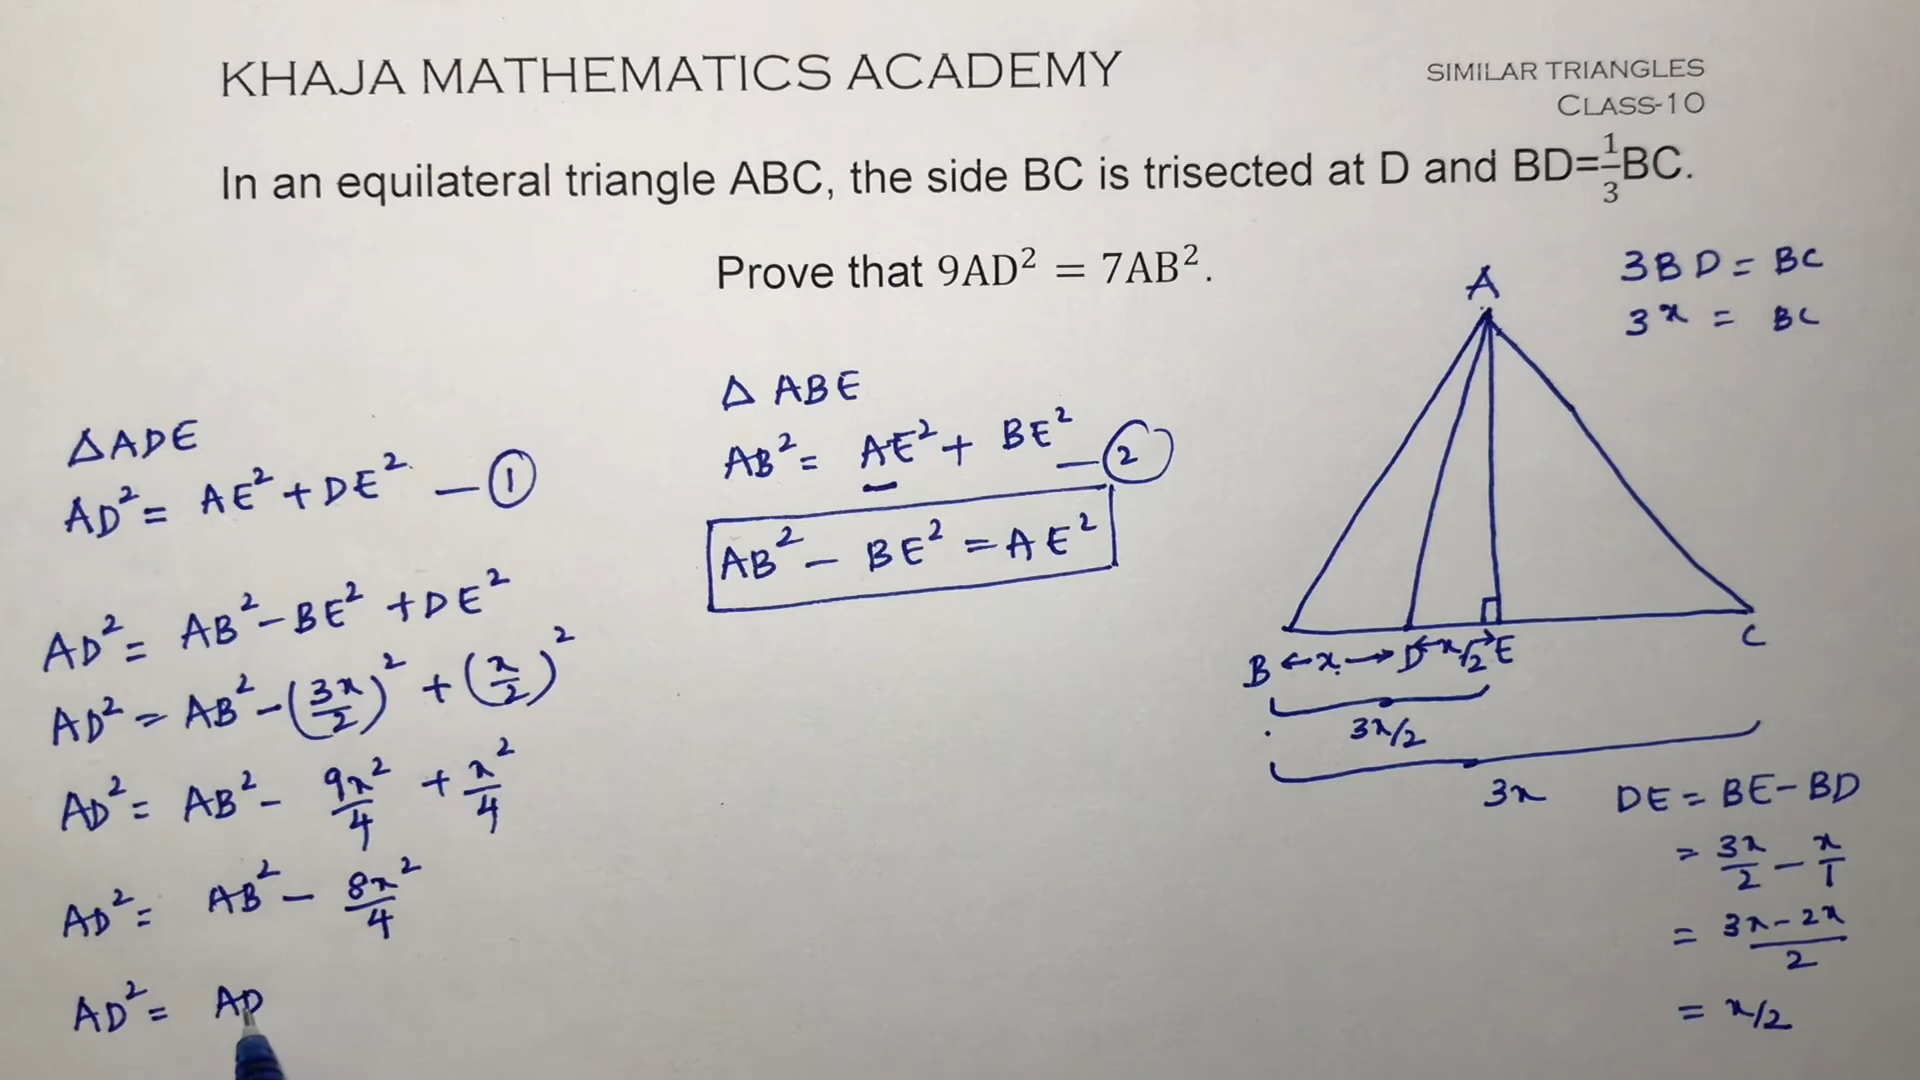 KHAJA MATHEMATICS ACADEMY
SIMILAR TRIANGLES
CLASS-10
In an equilateral triangle ABC, the side BC is trisected at D and BD=1/3BC.
Prove that 9AD² = 7AB².
ΔADE
AD² = AE² + DE² — ①
AD² = AB² - BE² + DE²
AD² = AB² - (3x/2)² + (x/2)²
AD² = AB² - 9x²/4 + x²/4
AD² = AB² - 8x²/4
AD² = AD
Δ ABE
AB² = AE² + BE² — ②
AB² - BE² = AE²
3BD = BC
3x = BC
A
B ←x→ D ←x/2→ E
C
3x/2
3x
DE = BE - BD
= 3x/2 - x/1
= 3x - 2x/2
= x/2